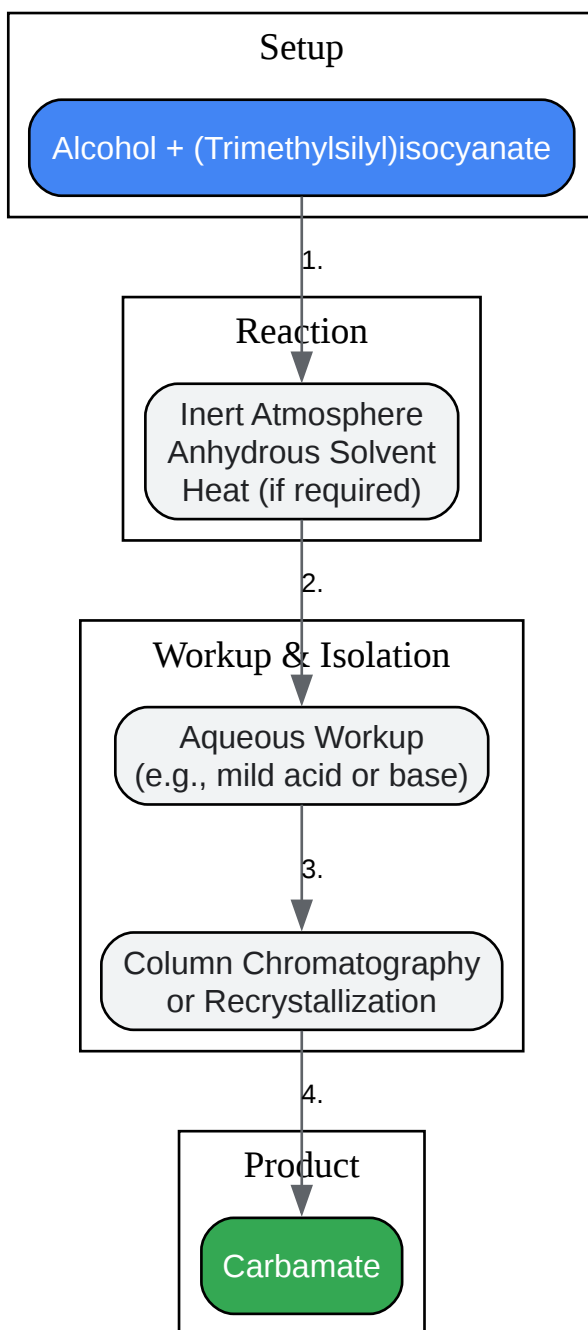 Setup
Alcohol + (Trimethylsilyl)isocyanate
1.
Reaction
Inert Atmosphere
Anhydrous Solvent
Heat (if required)
2.
Workup & Isolation
Aqueous Workup
(e.g., mild acid or base)
3.
Column Chromatography
or Recrystallization
4.
Product
Carbamate